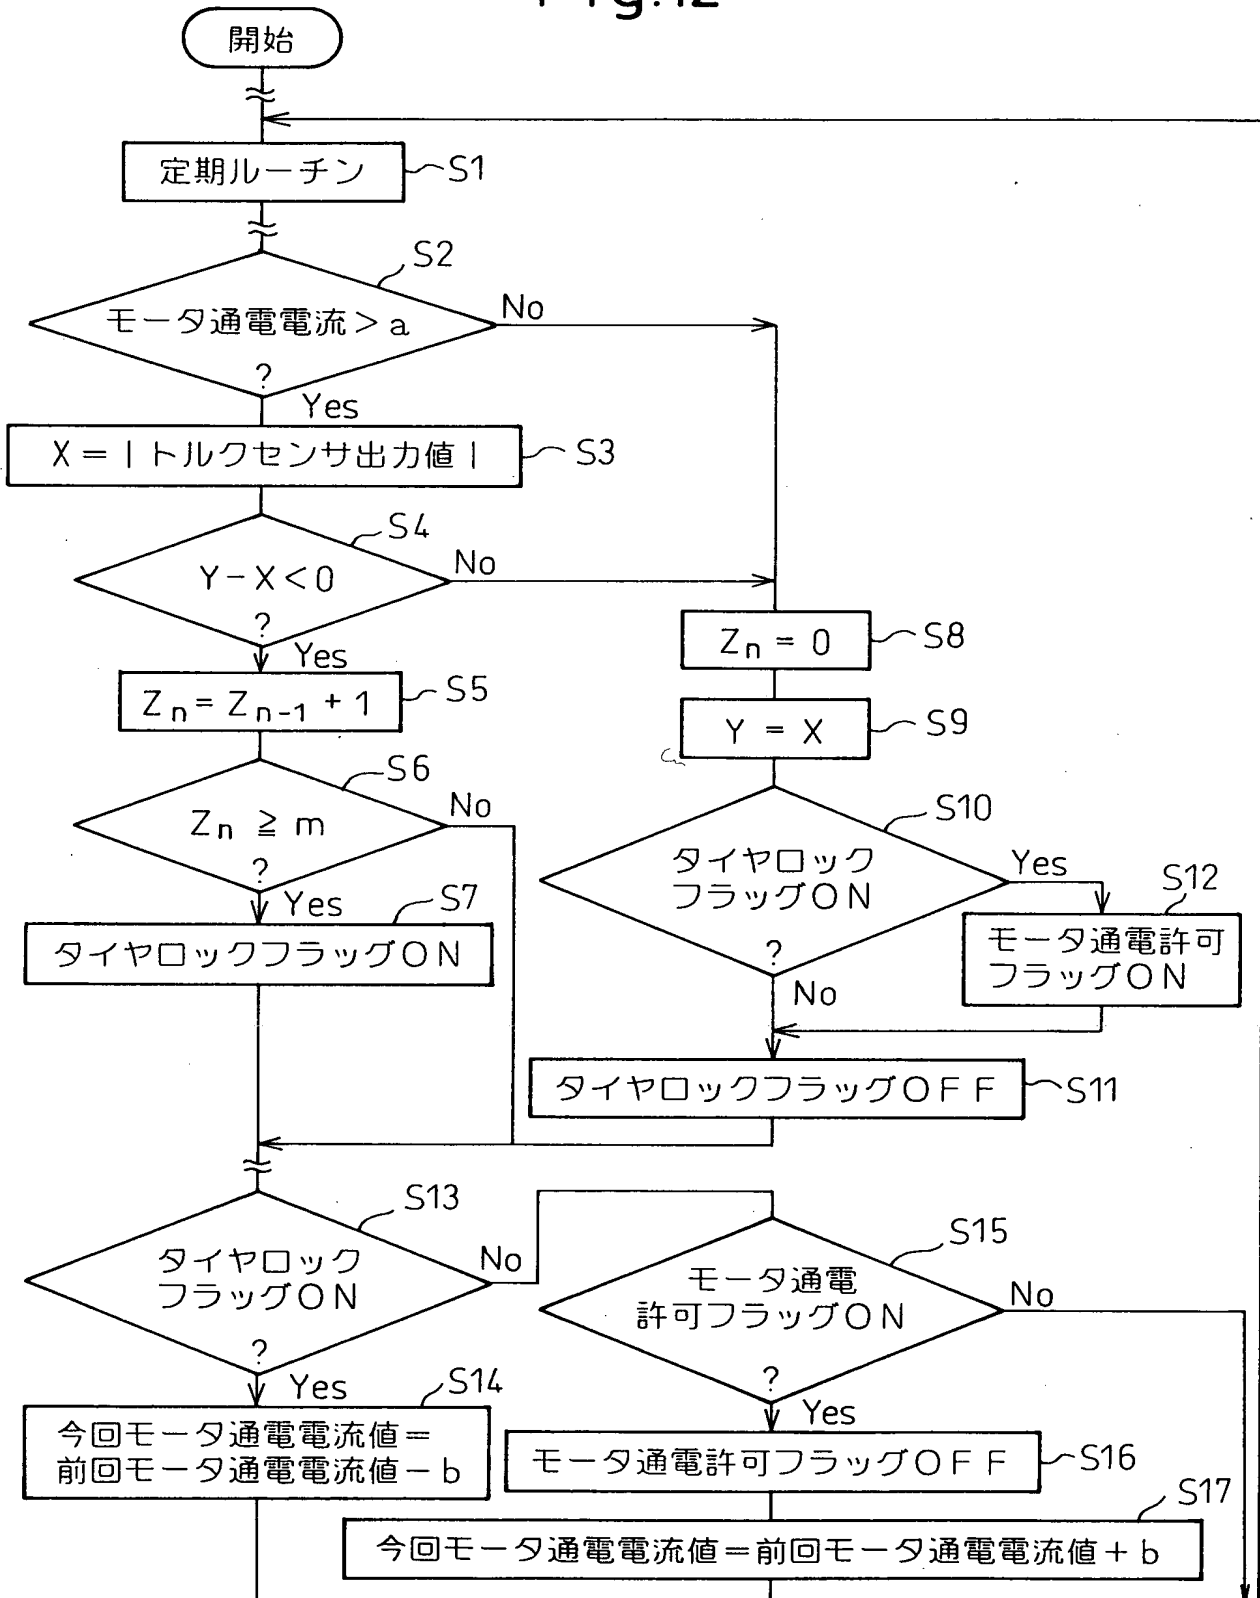 Fig.12
開始
定期ルーチン
S1
S2
モータ通電電流>a
?
No
Yes
X=|トルクセンサ出力値|
S3
S4
Y-X<0
?
No
Yes
Zn=Zn-1+1
S5
S6
Zn≧m
?
No
Yes
S7
タイヤロックフラッグON
Zn=0
S8
Y=X
S9
S10
タイヤロック
フラッグON
?
Yes
No
S12
モータ通電許可
フラッグON
タイヤロックフラッグOFF
S11
S13
タイヤロック
フラッグON
?
No
Yes
S14
今回モータ通電電流値=
前回モータ通電電流値-b
S15
モータ通電
許可フラッグON
?
No
Yes
モータ通電許可フラッグOFF
S16
S17
今回モータ通電電流値=前回モータ通電電流値+b